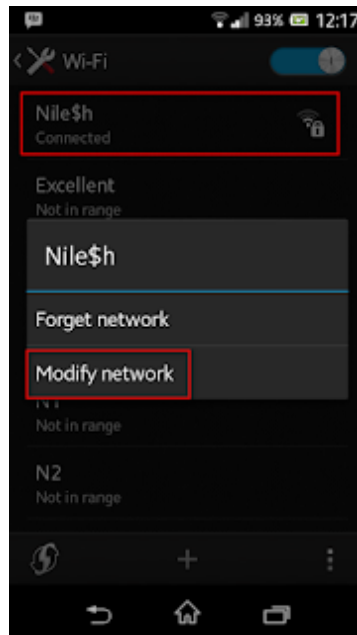 93% 12:17
Wi-Fi
Nile$h
Connected
Excellent
Not in range
Nile$h
Forget network
Modify network
N1
Not in range
N2
Not in range